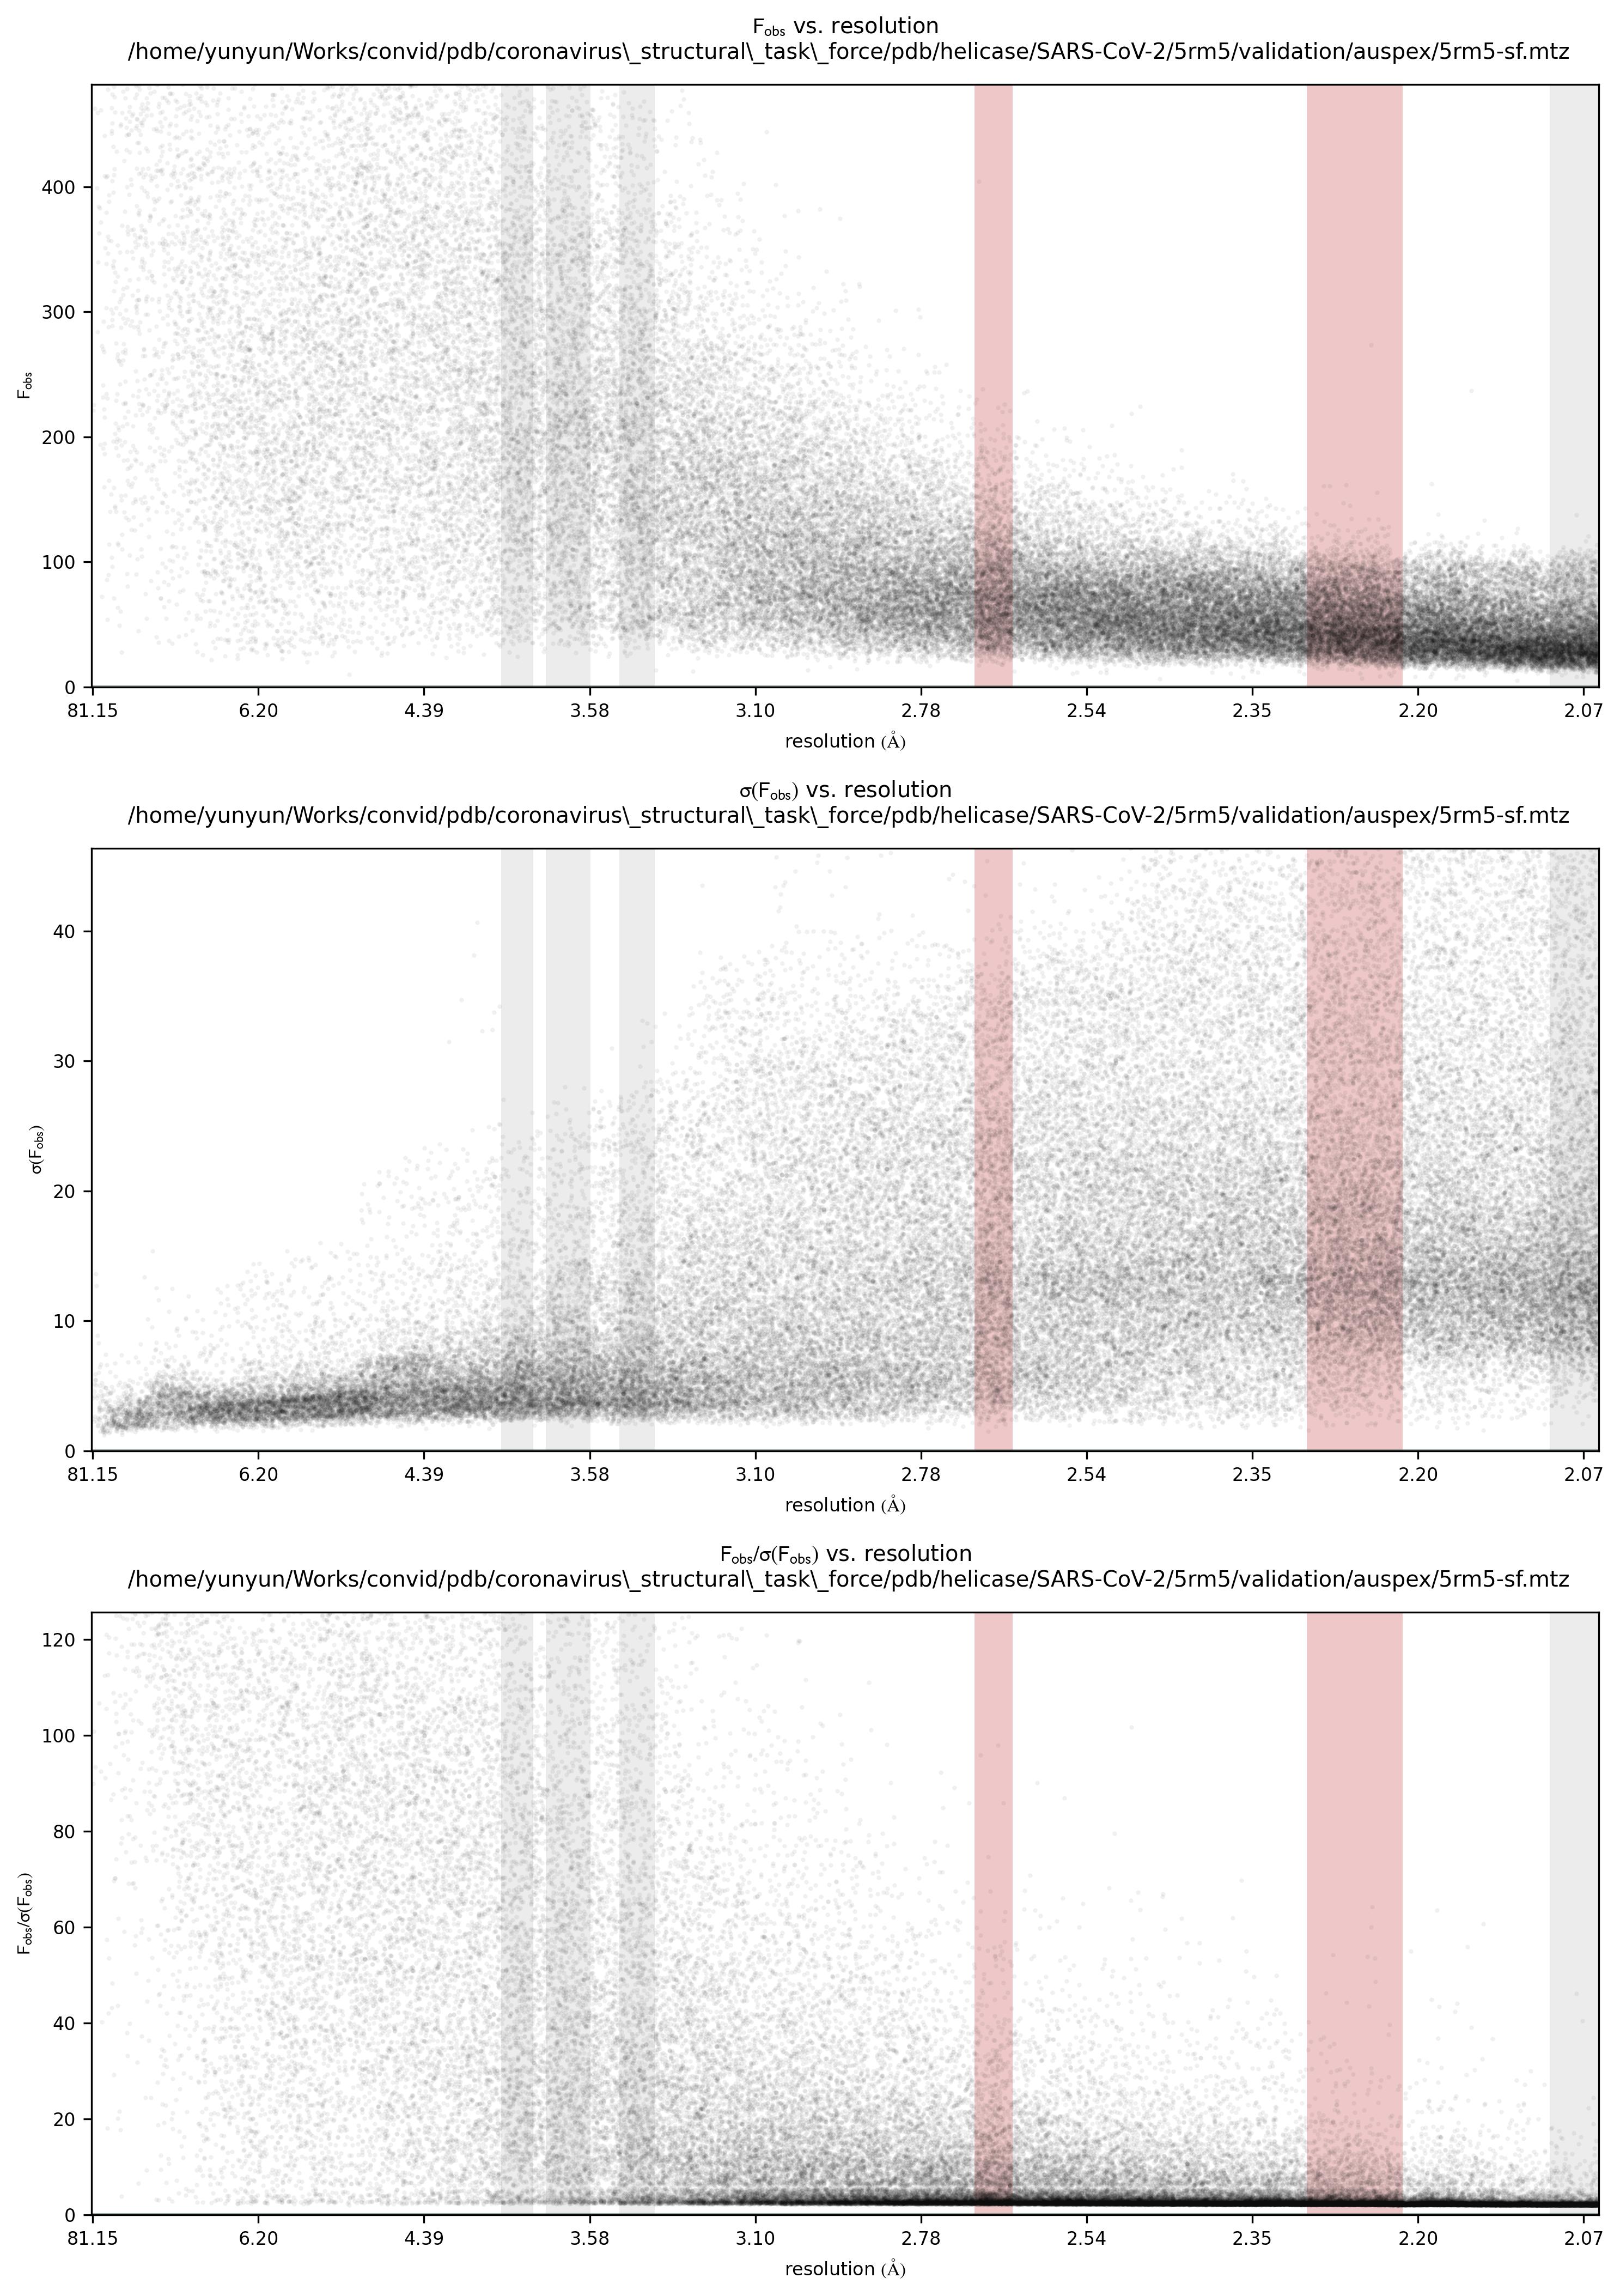 Fobs vs. resolution
/home/yunyun/Works/convid/pdb/coronavirus\_structural\_task\_force/pdb/helicase/SARS-CoV-2/5rm5/validation/auspex/5rm5-sf.mtz
400
300
200
100
0
Fobs
81.15 6.20 4.39 3.58 3.10 2.78 2.54 2.35 2.20 2.07
resolution (Å)
σ(Fobs) vs. resolution
/home/yunyun/Works/convid/pdb/coronavirus\_structural\_task\_force/pdb/helicase/SARS-CoV-2/5rm5/validation/auspex/5rm5-sf.mtz
40
30
20
10
0
σ(Fobs)
81.15 6.20 4.39 3.58 3.10 2.78 2.54 2.35 2.20 2.07
resolution (Å)
Fobs/σ(Fobs) vs. resolution
/home/yunyun/Works/convid/pdb/coronavirus\_structural\_task\_force/pdb/helicase/SARS-CoV-2/5rm5/validation/auspex/5rm5-sf.mtz
120
100
80
60
40
20
0
Fobs/σ(Fobs)
81.15 6.20 4.39 3.58 3.10 2.78 2.54 2.35 2.20 2.07
resolution (Å)